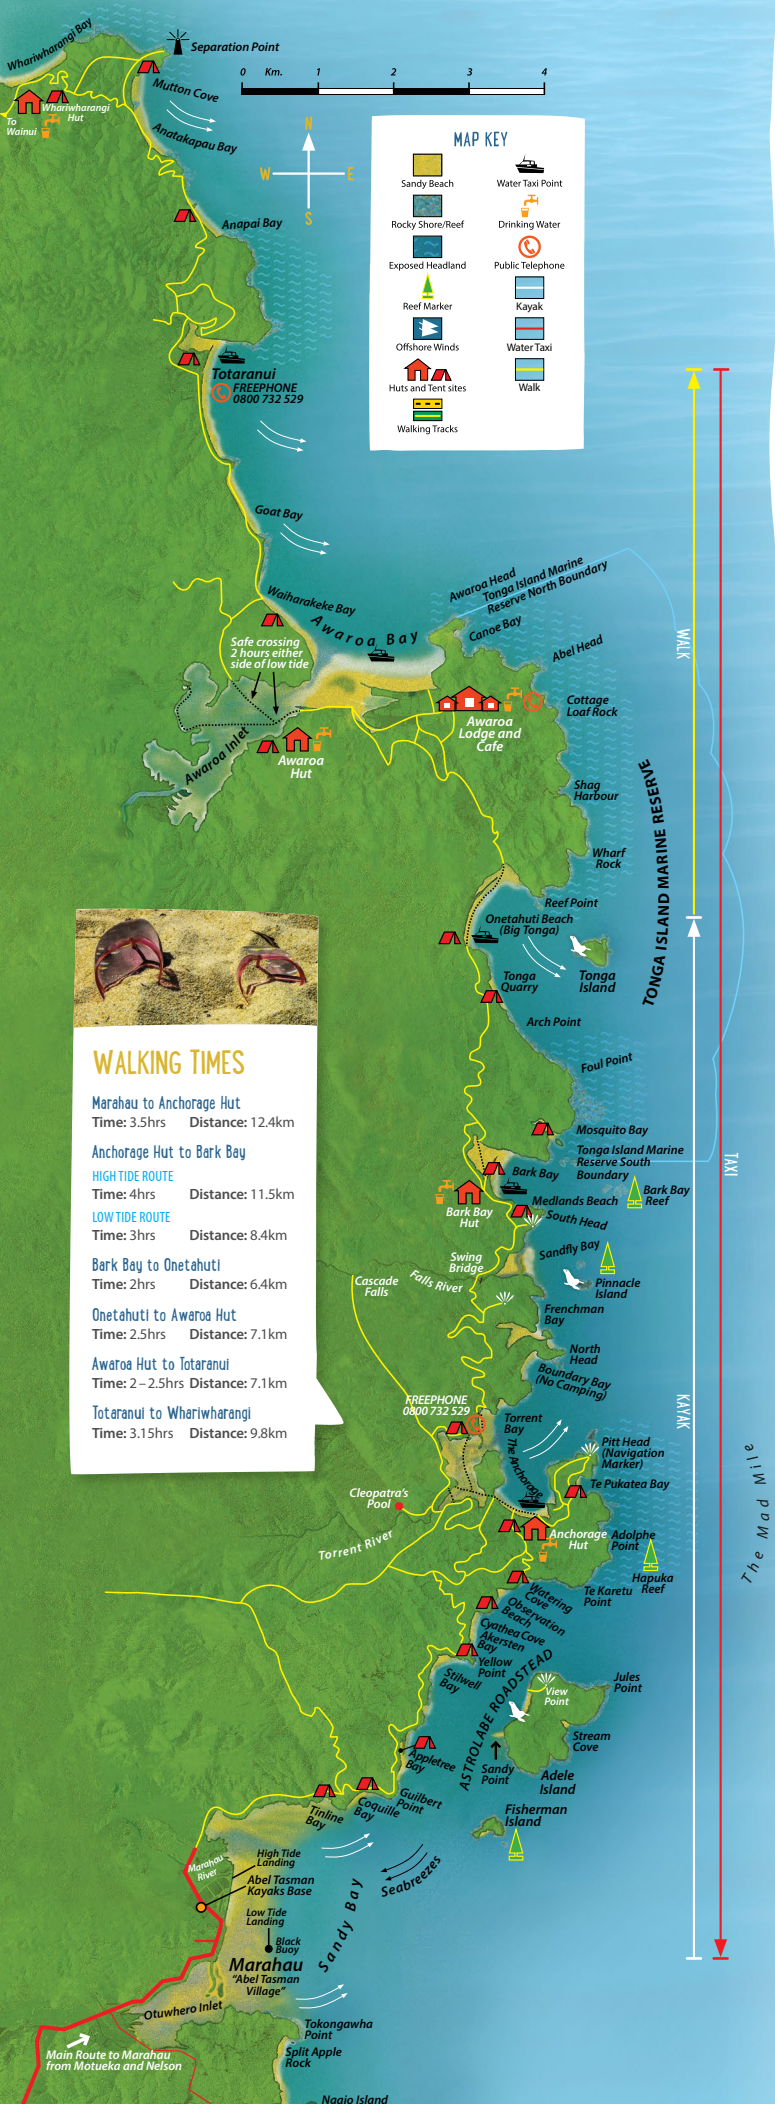 Whariwharangi Bay
Separation Point
0 Km. 1 2 3 4
Mutton Cove
Whariwharangi
Hut
To
Wainui
Anatakapau Bay
N
W E
S
Anapai Bay
MAP KEY
Sandy Beach
Water Taxi Point
Rocky Shore/Reef
Drinking Water
Exposed Headland
Public Telephone
Reef Marker
Kayak
Offshore Winds
Water Taxi
Huts and Tent sites
Walk
Walking Tracks
Totaranui
FREEPHONE
0800 732 529
Goat Bay
Waiharakeke Bay
Awaroa Bay
Safe crossing
2 hours either
side of low tide
Awaroa Head
Tonga Island Marine
Reserve North Boundary
Canoe Bay
Abel Head
WALK
Cottage
Loaf Rock
Awaroa
Lodge and
Cafe
Awaroa Inlet
Awaroa
Hut
Shag
Harbour
TONGA ISLAND MARINE RESERVE
Wharf
Rock
Reef Point
Onetahuti Beach
(Big Tonga)
Tonga
Island
Tonga
Quarry
Arch Point
Foul Point
Mosquito Bay
Tonga Island Marine
Reserve South
Boundary
TAXI
Bark Bay
Bark Bay
Reef
Medlands Beach
Bark Bay
Hut
South Head
Swing
Bridge
Sandfly Bay
Cascade
Falls
Falls River
Pinnacle
Island
Frenchman
Bay
North
Head
Boundary Bay
(No Camping)
KAYAK
WALKING TIMES
Marahau to Anchorage Hut
Time: 3.5hrs Distance: 12.4km
Anchorage Hut to Bark Bay
HIGH TIDE ROUTE
Time: 4hrs Distance: 11.5km
LOW TIDE ROUTE
Time: 3hrs Distance: 8.4km
Bark Bay to Onetahuti
Time: 2hrs Distance: 6.4km
Onetahuti to Awaroa Hut
Time: 2.5hrs Distance: 7.1km
Awaroa Hut to Totaranui
Time: 2–2.5hrs Distance: 7.1km
Totaranui to Whariwharangi
Time: 3.15hrs Distance: 9.8km
FREEPHONE
0800 732 529
Torrent
Bay
The Anchorage
Pitt Head
(Navigation
Marker)
Te Pukatea Bay
The Mad Mile
Cleopatra's
Pool
Torrent River
Anchorage
Hut
Adolphe
Point
Hapuka
Reef
Te Karetu
Point
Watering
Cove
Observation
Beach
Cyathea Cove
Akersten
Bay
Yellow
Point
Stilwell
Bay
ASTROLABE ROADSTEAD
View
Point
Jules
Point
Stream
Cove
Sandy
Point
Adele
Island
Appletree
Bay
Guilbert
Point
Coquille
Bay
Tinline
Bay
Fisherman
Island
Marahau
River
High Tide
Landing
Abel Tasman
Kayaks Base
Seabreezes
Low Tide
Landing
Black
Buoy
Sandy Bay
Marahau
"Abel Tasman
Village"
Otuwhero Inlet
Tokongawha
Point
Main Route to Marahau
from Motueka and Nelson
Split Apple
Rock
Ngaio Island